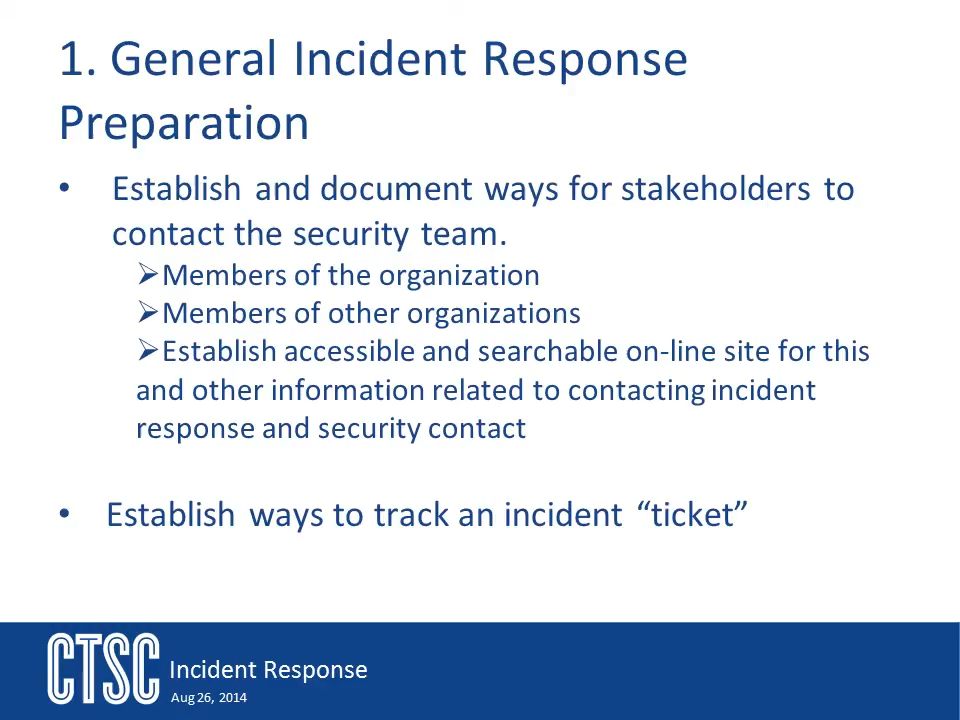 1. General Incident Response
Preparation
• Establish and document ways for stakeholders to
contact the security team.
➢Members of the organization
➢Members of other organizations
➢Establish accessible and searchable on-line site for this
and other information related to contacting incident
response and security contact
• Establish ways to track an incident “ticket”
CTSC
Incident Response
Aug 26, 2014